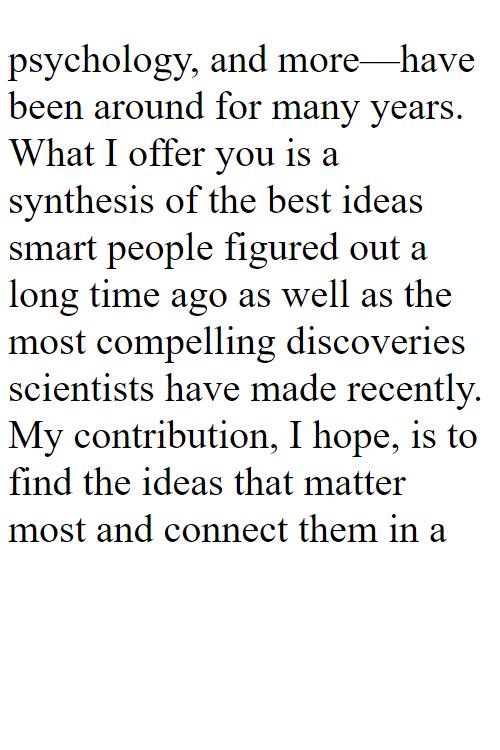 psychology, and more—have
been around for many years.
What I offer you is a
synthesis of the best ideas
smart people figured out a
long time ago as well as the
most compelling discoveries
scientists have made recently.
My contribution, I hope, is to
find the ideas that matter
most and connect them in a